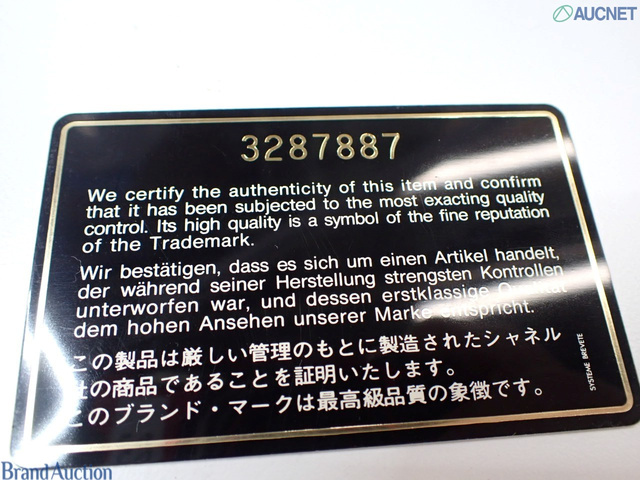 AUCNET
3287887
We certify the authenticity of this item and confirm
that it has been subjected to the most exacting quality
control. Its high quality is a symbol of the fine reputation
of the Trademark.
Wir bestätigen, dass es sich um einen Artikel handelt,
der während seiner Herstellung strengsten Kontrollen
unterworfen war, und dessen erstklassige Qualität
dem hohen Ansehen unserer Marke entspricht.
この製品は厳しい管理のもとに製造されたシャネル
社の商品であることを証明いたします。
このブランド・マークは最高級品質の象徴です。
SYSTEME BREVETE
BrandAuction